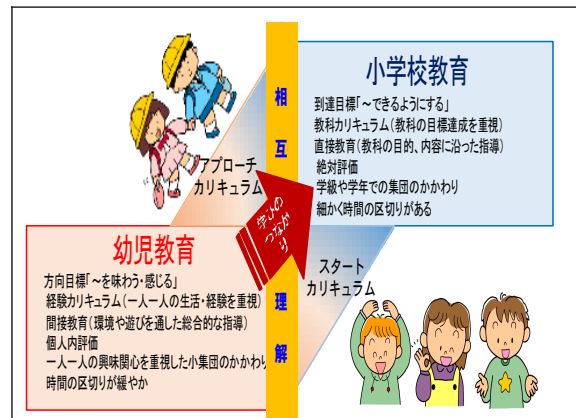 小学校教育
到達目標「~できるようにする」
教科カリキュラム(教科の目標達成を重視)
直接教育(教科の目的、内容に沿った指導)
絶対評価
学級や学年での集団のかかわり
細かく時間の区切りがある
相互理解
アプローチ
カリキュラム
学びの
つながり
幼児教育
方向目標「~を味わう・感じる」
経験カリキュラム(一人一人の生活・経験を重視)
間接教育(環境や遊びを通した総合的な指導)
個人内評価
一人一人の興味関心を重視した小集団のかかわり
時間の区切りが緩やか
スタート
カリキュラム